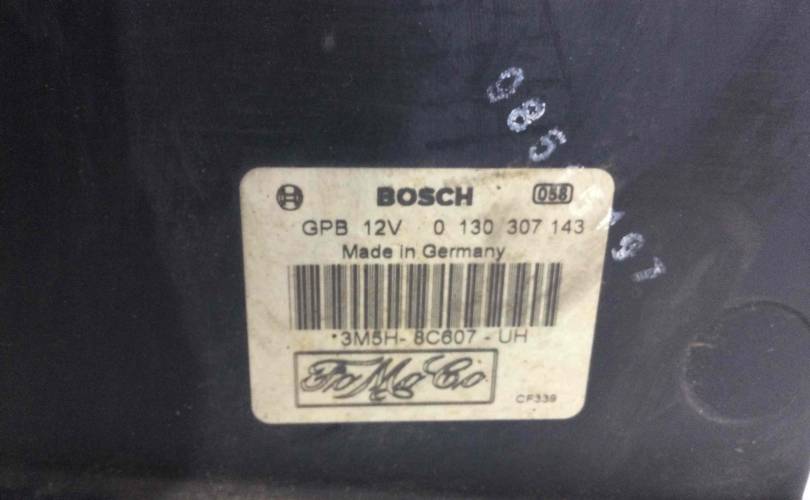 BOSCH 058
GPB 12V 0 130 307 143
Made in Germany
*3M5H-8C607-UH
FoMoCo
CF339